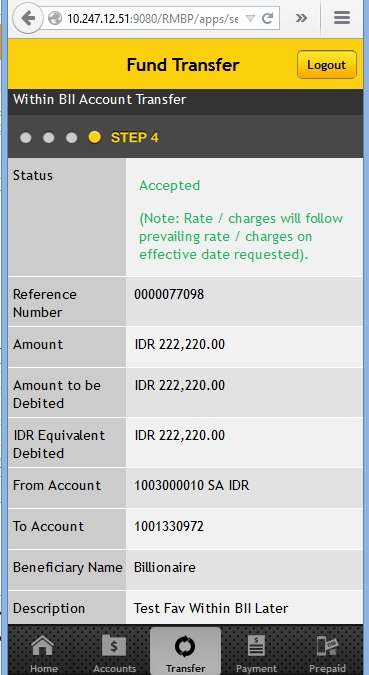 10.247.12.51:9080/RMBP/apps/se
Fund Transfer
Logout
Within BII Account Transfer
STEP 4
Status
Accepted
(Note: Rate / charges will follow
prevailing rate / charges on
effective date requested).
Reference
Number
0000077098
Amount
IDR 222,220.00
Amount to be
Debited
IDR 222,220.00
IDR Equivalent
Debited
IDR 222,220.00
From Account
1003000010 SA IDR
To Account
1001330972
Beneficiary Name
Billionaire
Description
Test Fav Within BII Later
Home
Accounts
Transfer
Payment
Prepaid